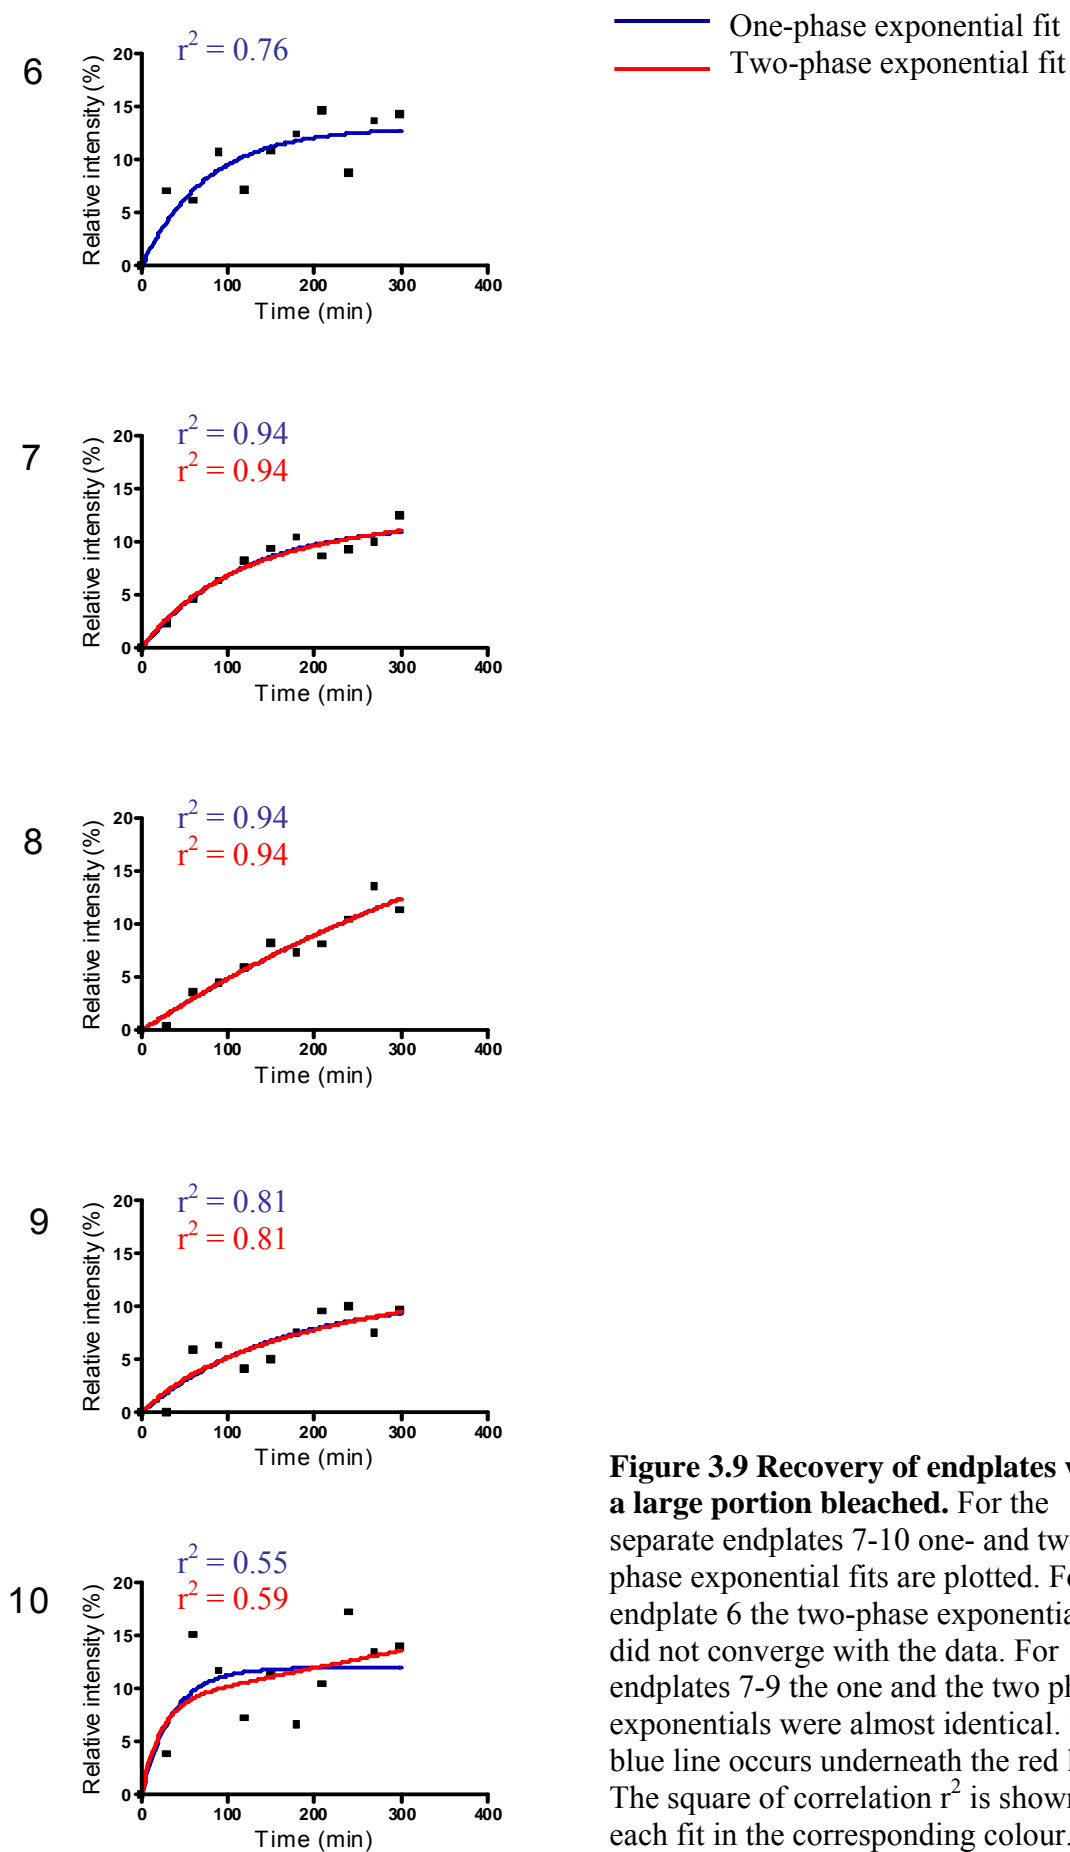 One-phase exponential fit
Two-phase exponential fit
6
r² = 0.76
Relative intensity (%)
20
15
10
5
0
0 100 200 300 400
Time (min)
7
r² = 0.94
r² = 0.94
Relative intensity (%)
20
15
10
5
0
0 100 200 300 400
Time (min)
8
r² = 0.94
r² = 0.94
Relative intensity (%)
20
15
10
5
0
0 100 200 300 400
Time (min)
9
r² = 0.81
r² = 0.81
Relative intensity (%)
20
15
10
5
0
0 100 200 300 400
Time (min)
10
r² = 0.55
r² = 0.59
Relative intensity (%)
20
15
10
5
0
0 100 200 300 400
Time (min)
Figure 3.9 Recovery of endplates
a large portion bleached. For the
separate endplates 7-10 one- and
phase exponential fits are plotted.
endplate 6 the two-phase
did not converge with the data. For
endplates 7-9 the one and the two
exponentials were almost identical.
blue line occurs underneath the red
The square of correlation r² is shown
each fit in the corresponding colour.